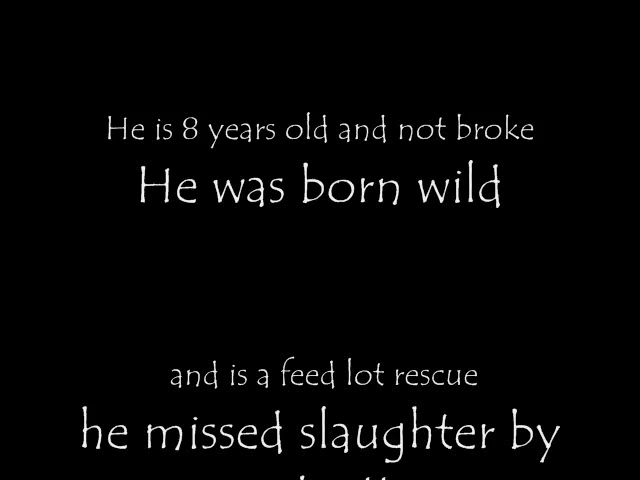 He is 8 years old and not broke
He was born wild
and is a feed lot rescue
he missed slaughter by